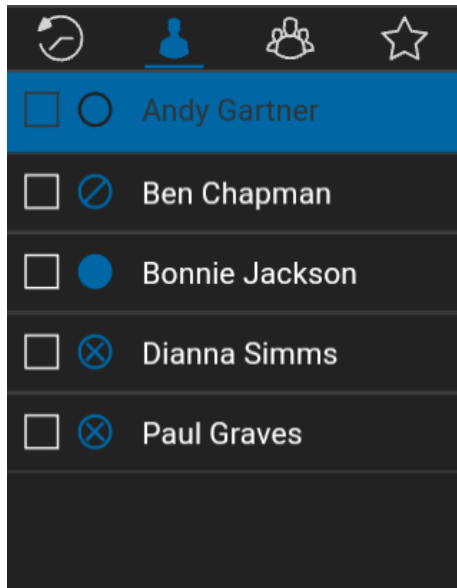 Andy Gartner
Ben Chapman
Bonnie Jackson
Dianna Simms
Paul Graves